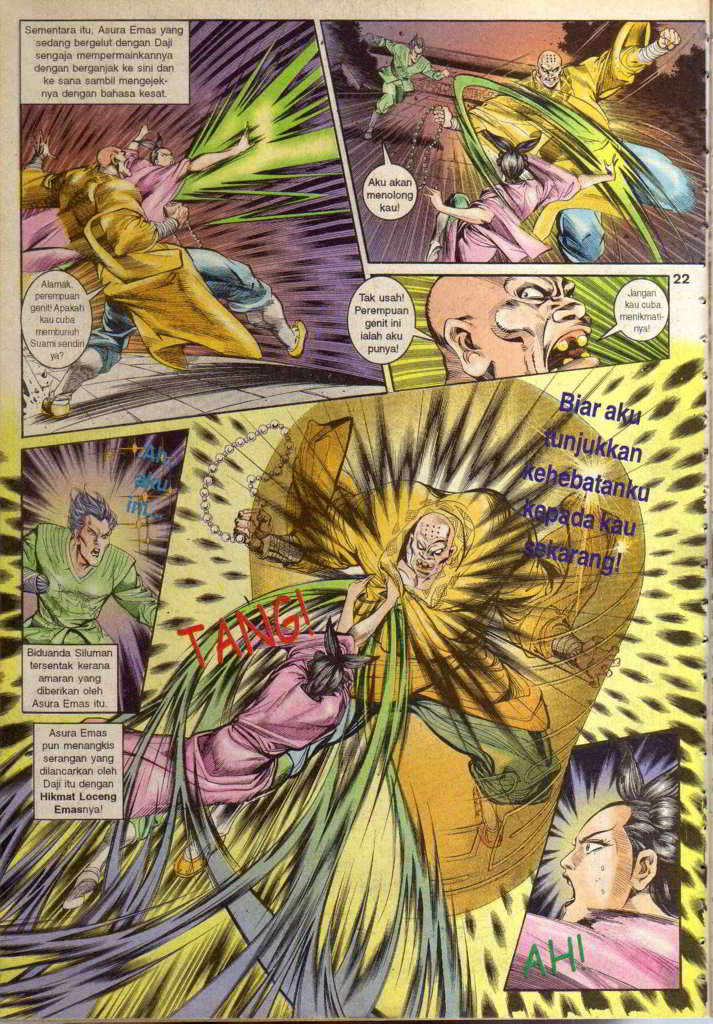 Sementara itu, Asura Emas yang
sedang bergelut dengan Daji
sengaja mempermainkannya
dengan berganjak ke sini dan
ke sana sambil mengejek-
nya dengan bahasa kesat.
Aku akan
menolong
kau!
Alamak,
perempuan
genit! Apakah
kau cuba
membunuh
Suami sendiri
ya?
22
Tak usah!
Perempuan
genit ini
ialah aku
punya!
Jangan
kau cuba
menikmati-
nya!
Biar aku
tunjukkan
kehebatanku
kepada kau
sekarang!
Ah,
aku
ini..
TANG!
Biduanda Siluman
tersentak kerana
amaran yang
diberikan oleh
Asura Emas itu.
Asura Emas
pun menangkis
serangan yang
dilancarkan oleh
Daji itu dengan
Hikmat Loceng
Emasnya!
AH!